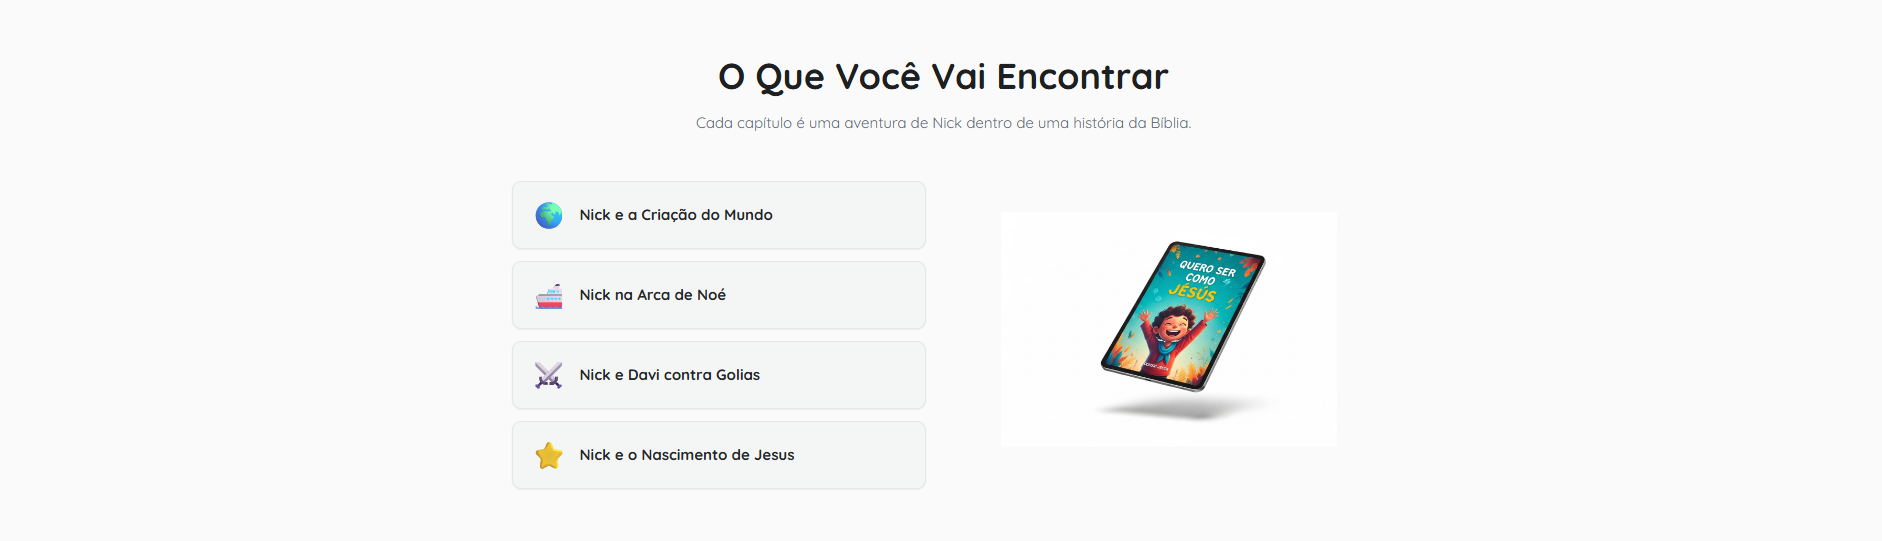 O Que Você Vai Encontrar
Cada capítulo é uma aventura de Nick dentro de uma história da Bíblia.
Nick e a Criação do Mundo
Nick na Arca de Noé
Nick e Davi contra Golias
Nick e o Nascimento de Jesus
QUERO SER
COMO
JÉSÚS